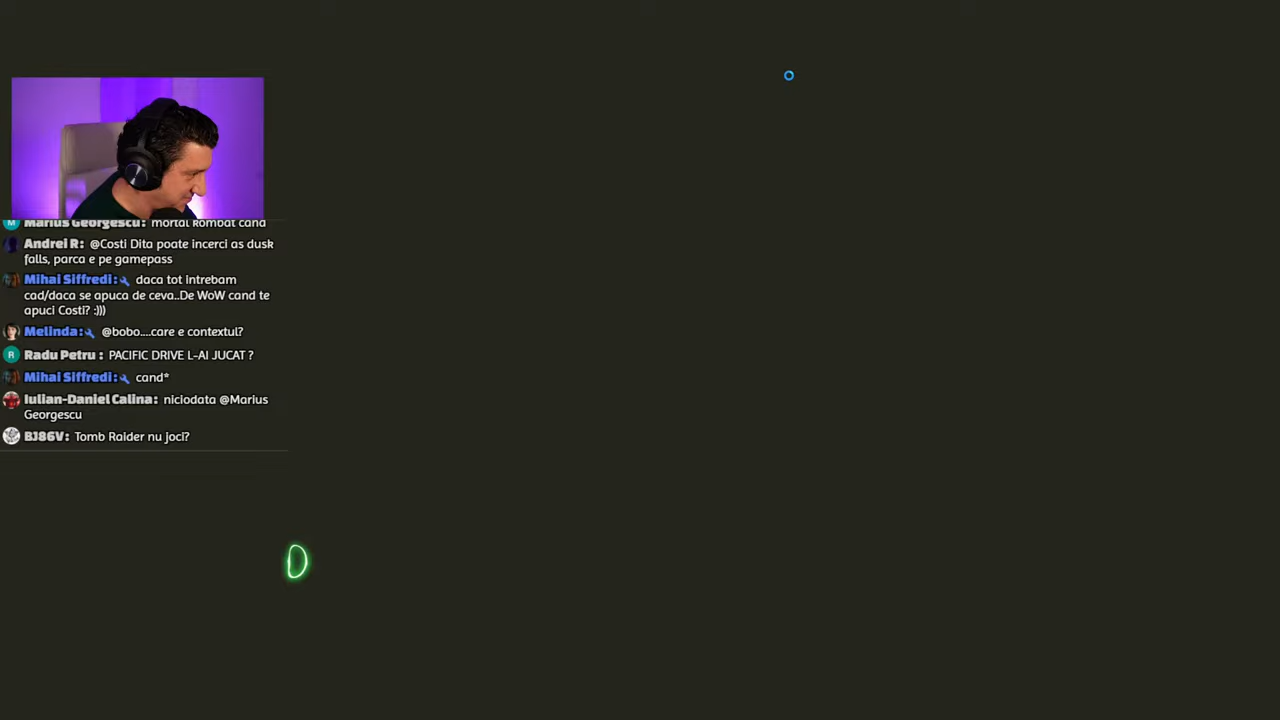 Marius Georgescu: mortal kombat cand
Andrei R: @Costi Dita poate incerci as dusk
falls, parca e pe gamepass
Mihai Siffredi: daca tot intrebam
cad/daca se apuca de ceva..De WoW cand te
apuci Costi? :)))
Melinda: @bobo....care e contextul?
R Radu Petru : PACIFIC DRIVE L-AI JUCAT ?
Mihai Siffredi: cand*
Iulian-Daniel Calina: niciodata @Marius
Georgescu
BJ86V: Tomb Raider nu joci?
D